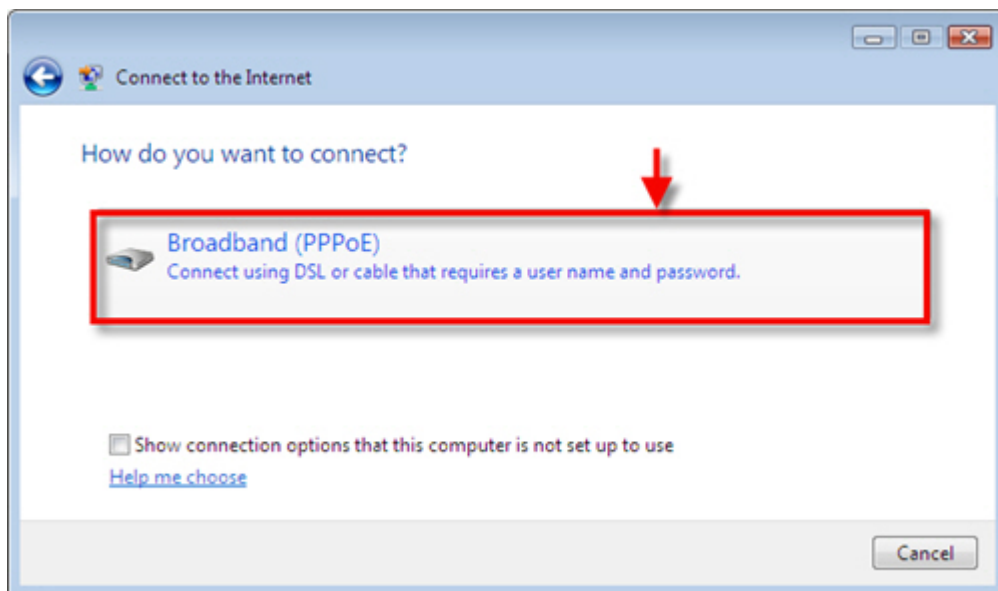 Connect to the Internet
How do you want to connect?
Broadband (PPPoE)
Connect using DSL or cable that requires a user name and password.
Show connection options that this computer is not set up to use
Help me choose
Cancel